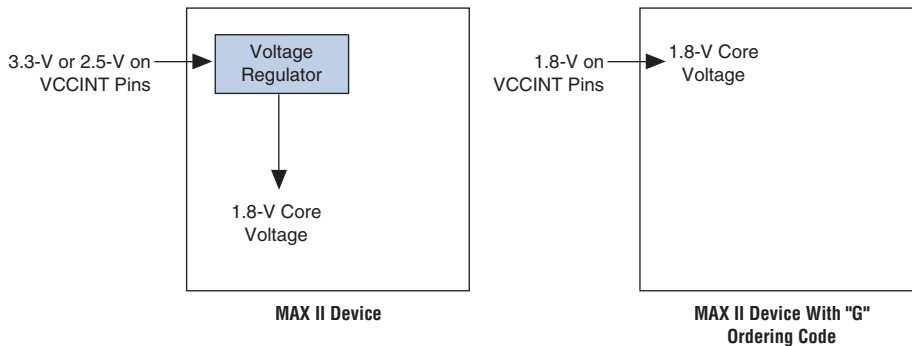 3.3-V or 2.5-V on
VCCINT Pins
Voltage
Regulator
1.8-V Core
Voltage
MAX II Device
1.8-V on
VCCINT Pins
1.8-V Core
Voltage
MAX II Device With "G"
Ordering Code